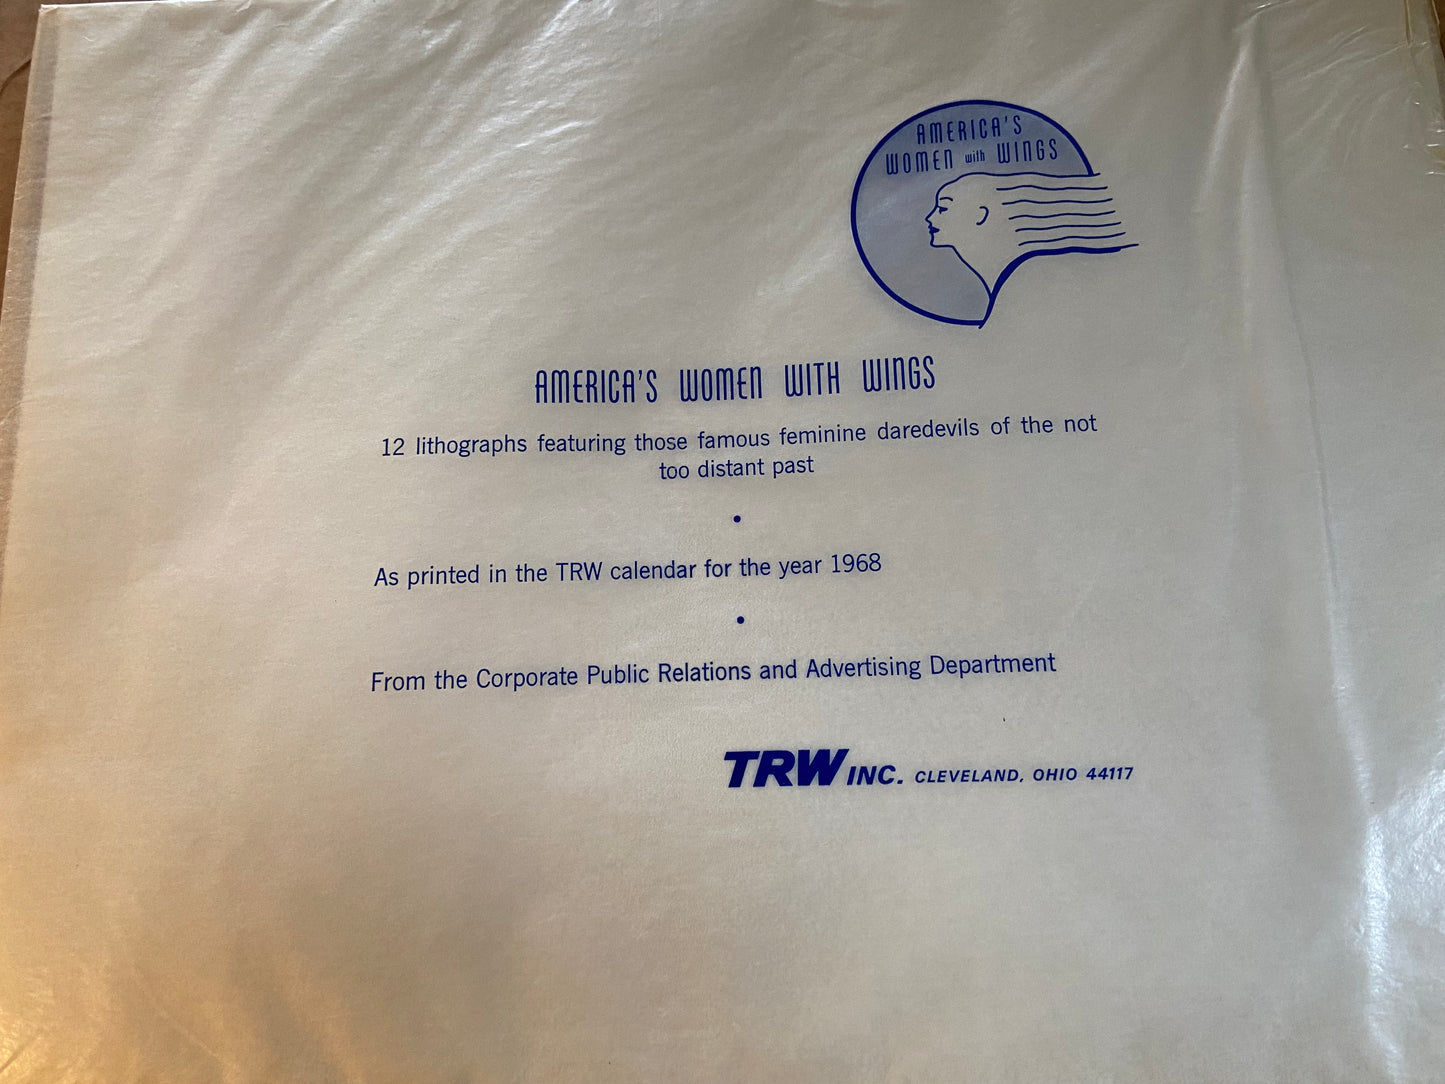 AMERICA'S
WOMEN with WINGS
AMERICA'S WOMEN WITH WINGS
12 lithographs featuring those famous feminine daredevils of the not
too distant past
•
As printed in the TRW calendar for the year 1968
•
From the Corporate Public Relations and Advertising Department
TRW INC. CLEVELAND, OHIO 44117